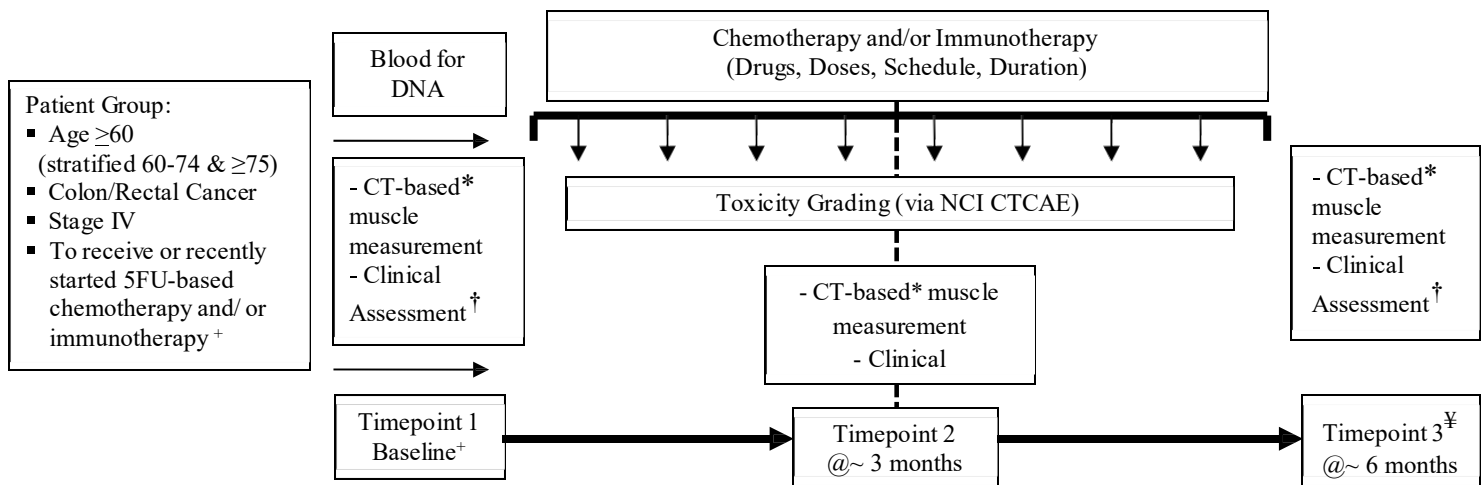 Patient Group:
▪ Age ≥60
(stratified 60-74 & ≥75)
▪ Colon/Rectal Cancer
▪ Stage IV
▪ To receive or recently
started 5FU-based
chemotherapy and/ or
immunotherapy +
Blood for
DNA
- CT-based*
muscle
measurement
- Clinical
Assessment†
Timepoint 1
Baseline+
Chemotherapy and/or Immunotherapy
(Drugs, Doses, Schedule, Duration)
Toxicity Grading (via NCI CTCAE)
- CT-based* muscle
measurement
- Clinical
Timepoint 2
@~ 3 months
- CT-based*
muscle
measurement
- Clinical
Assessment†
Timepoint 3¥
@~ 6 months